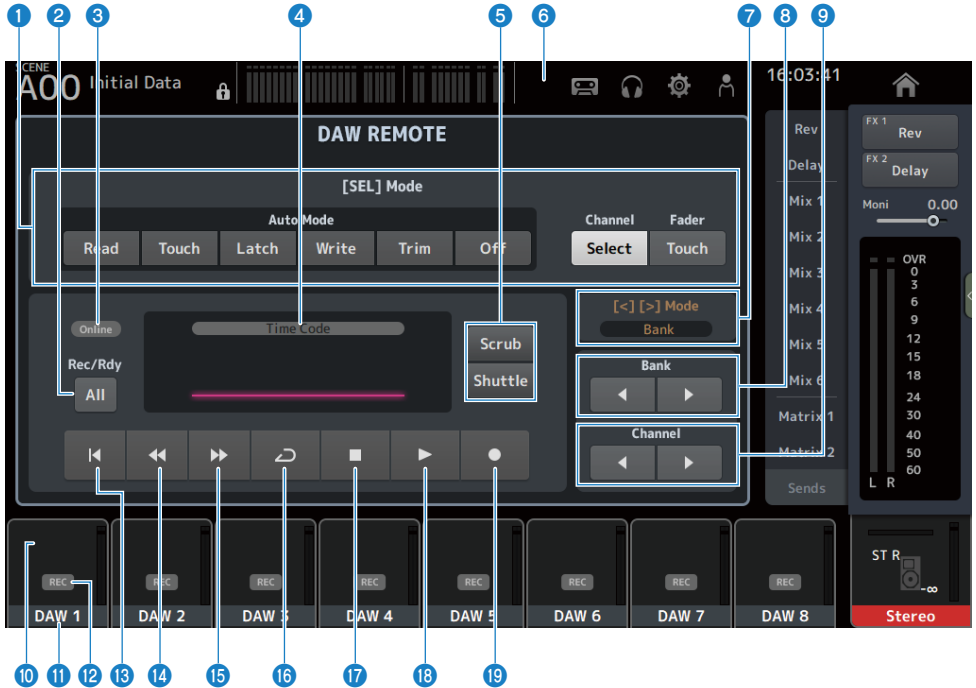 1 2 3 4 5 6 7 8 9
SCENE
A00 Initial Data
16:03:41
DAW REMOTE
[SEL] Mode
Auto Mode
Read Touch Latch Write Trim Off
Channel Fader
Select Touch
Online
Time Code
Rec/Rdy
All
Scrub
Shuttle
[<] [>] Mode
Bank
Bank
Channel
Rev
Delay
Mix 1
Mix 2
Mix 3
Mix 4
Mix 5
Mix 6
Matrix 1
Matrix 2
Sends
FX 1
Rev
FX 2
Delay
Moni 0.00
OVR
0
3
6
9
12
15
18
24
30
40
50
60
L R
REC REC REC REC REC REC REC REC
DAW 1 DAW 2 DAW 3 DAW 4 DAW 5 DAW 6 DAW 7 DAW 8
ST R
-∞
Stereo
10 11 12 13 14 15 16 17 18 19